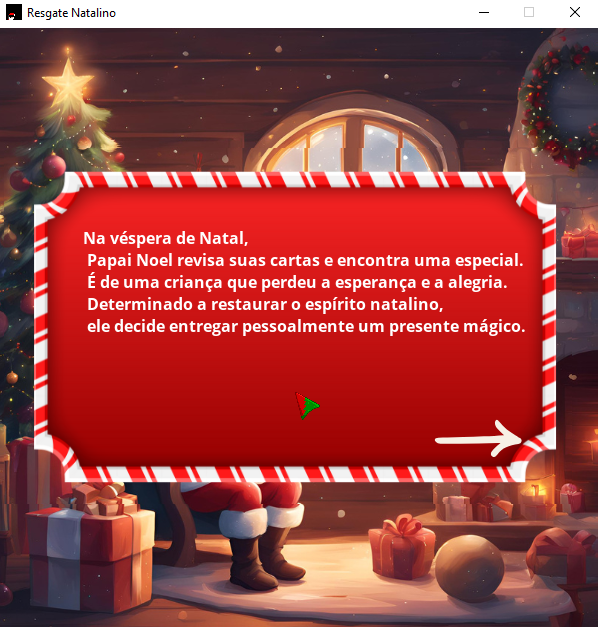 Resgate Natalino
Na véspera de Natal,
Papai Noel revisa suas cartas e encontra uma especial.
É de uma criança que perdeu a esperança e a alegria.
Determinado a restaurar o espírito natalino,
ele decide entregar pessoalmente um presente mágico.